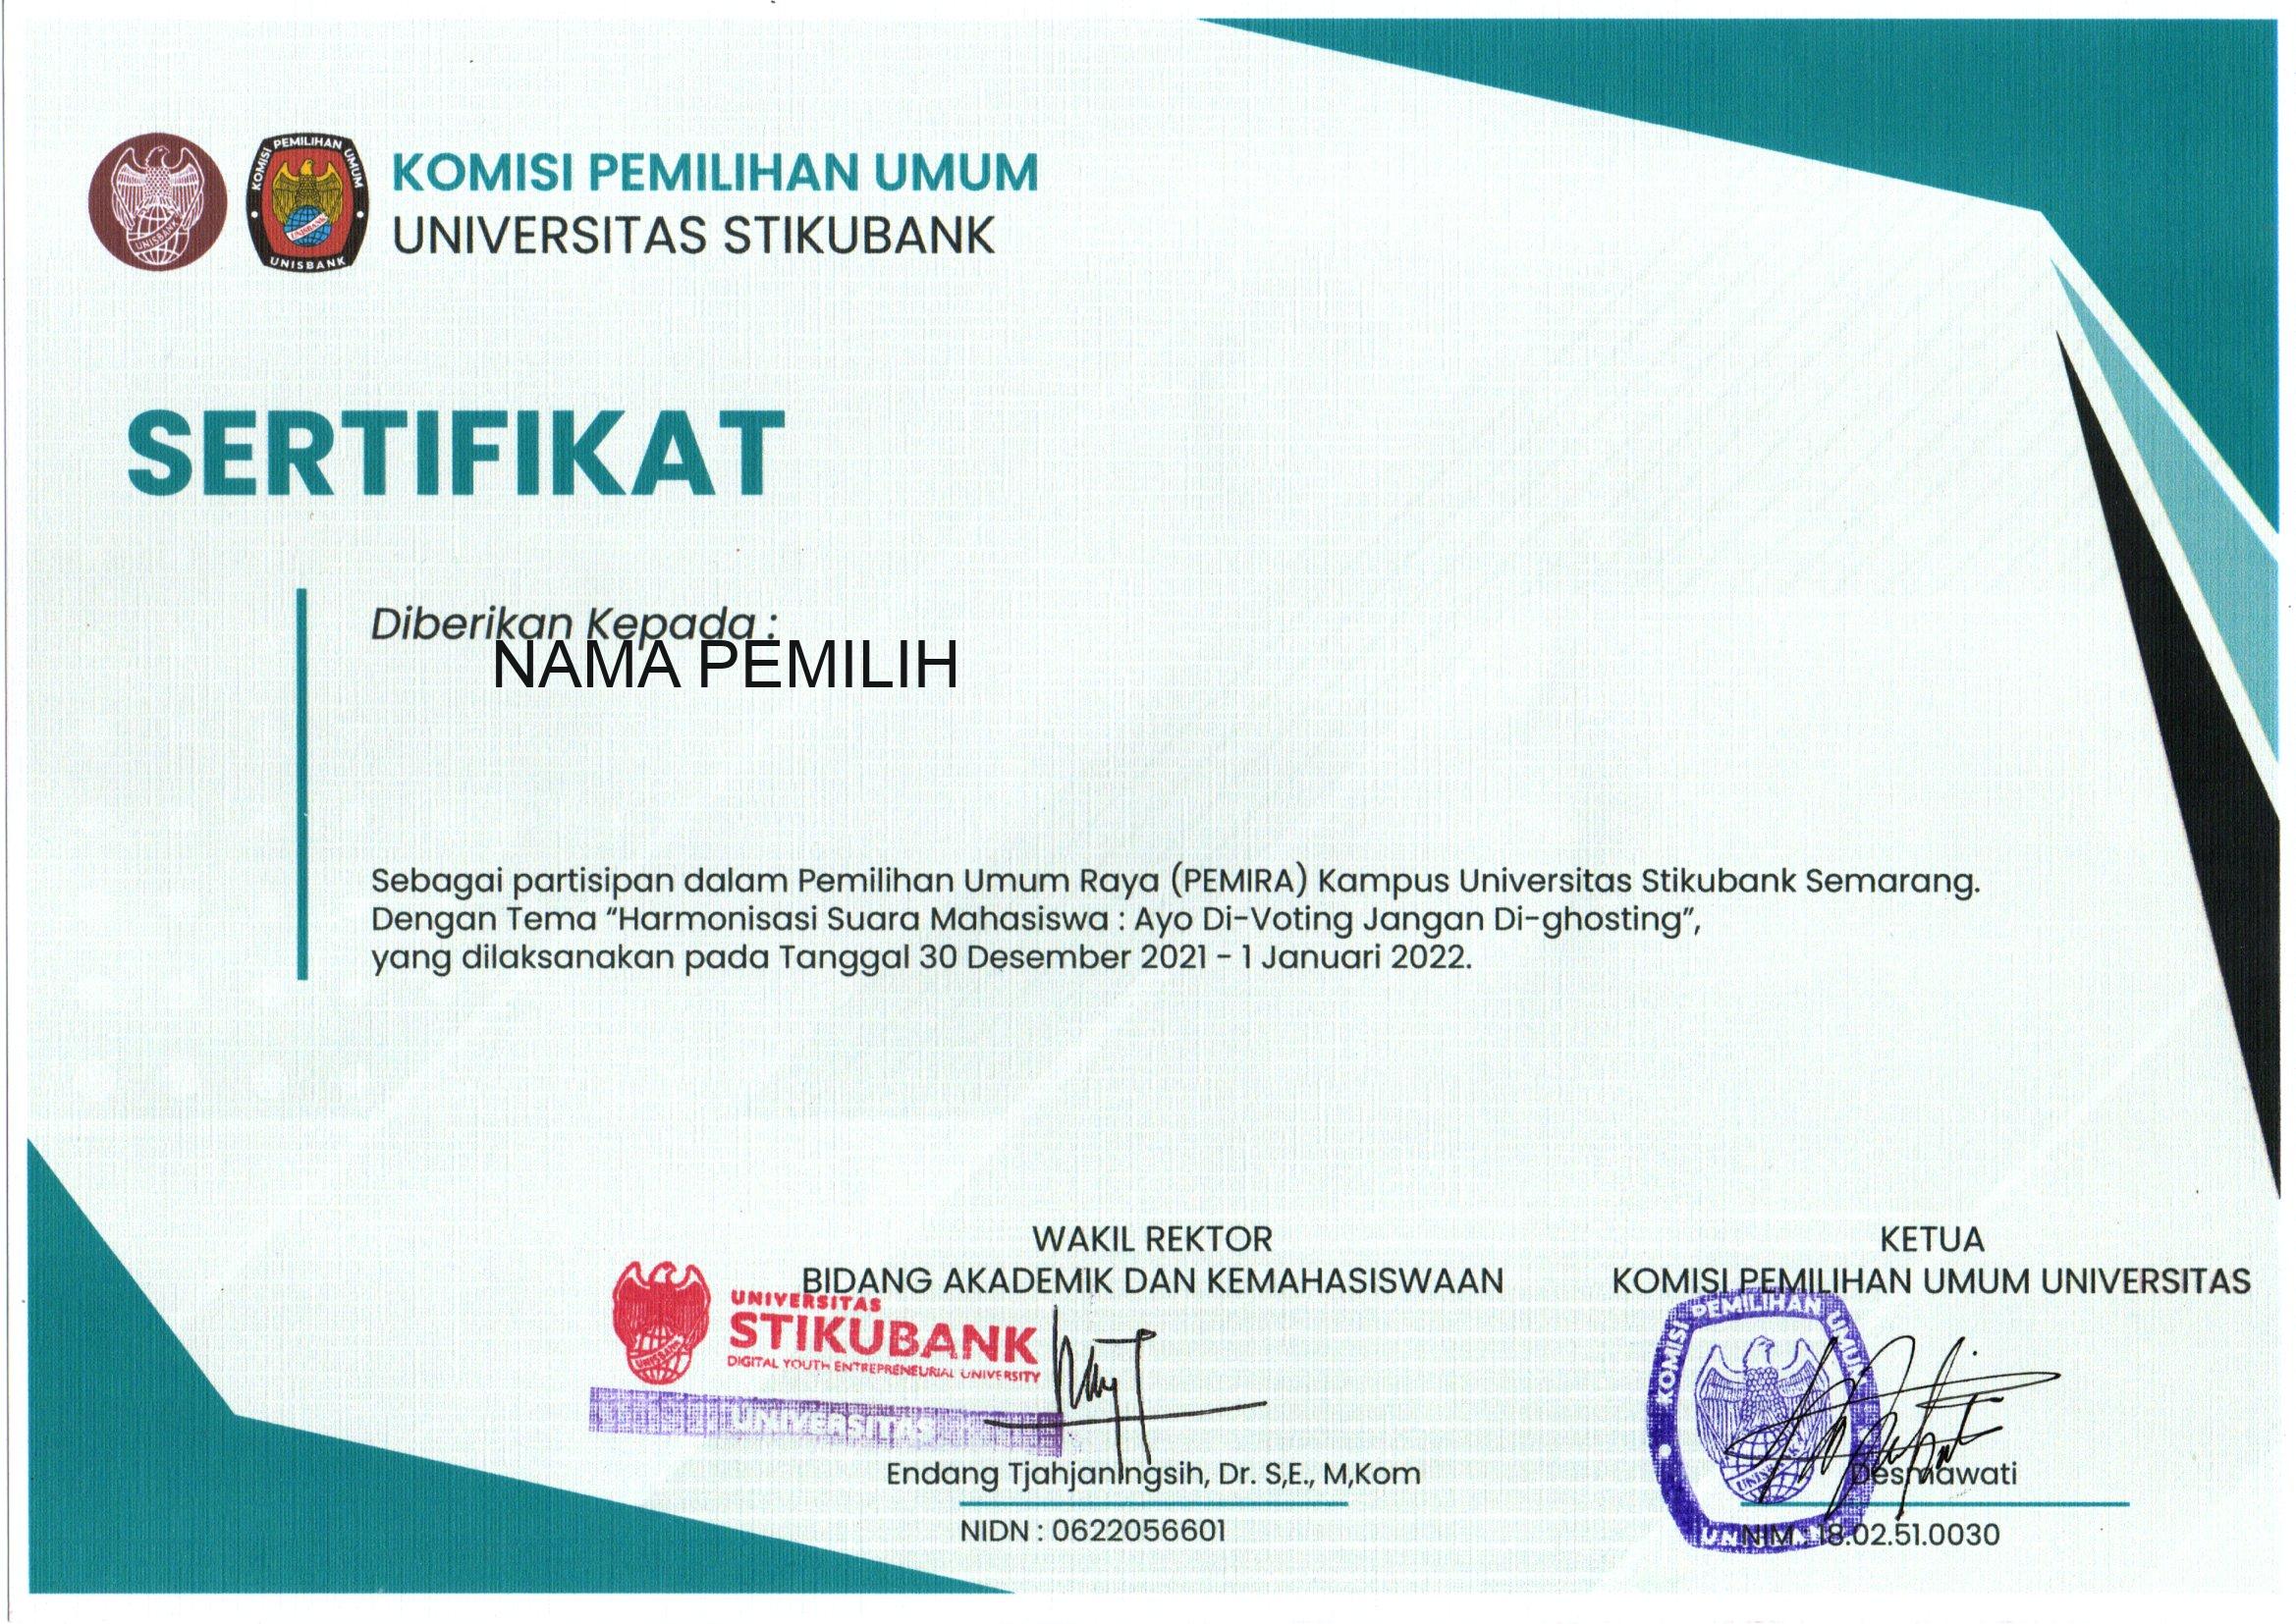 KOMISI PEMILIHAN UMUM
UNISBANK
UNISBANK
UNISBANK
KOMISI PEMILIHAN UMUM
UNIVERSITAS STIKUBANK
SERTIFIKAT
Diberikan Kepada :
NAMA PEMILIH
Sebagai partisipan dalam Pemilihan Umum Raya (PEMIRA) Kampus Universitas Stikubank Semarang.
Dengan Tema “Harmonisasi Suara Mahasiswa : Ayo Di-Voting Jangan Di-ghosting”,
yang dilaksanakan pada Tanggal 30 Desember 2021 - 1 Januari 2022.
WAKIL REKTOR
BIDANG AKADEMIK DAN KEMAHASISWAAN
UNIVERSITAS
STIKUBANK
DIGITAL YOUTH ENTREPRENEURIAL UNIVERSITY
UNISBANK
UNIVERSITAS
Endang Tjahjaningsih, Dr. S,E., M,Kom
NIDN : 0622056601
KETUA
KOMISI PEMILIHAN UMUM UNIVERSITAS
KOMISI PEMILIHAN UMUM
UNISBANK
Desmawati
NIM : 18.02.51.0030